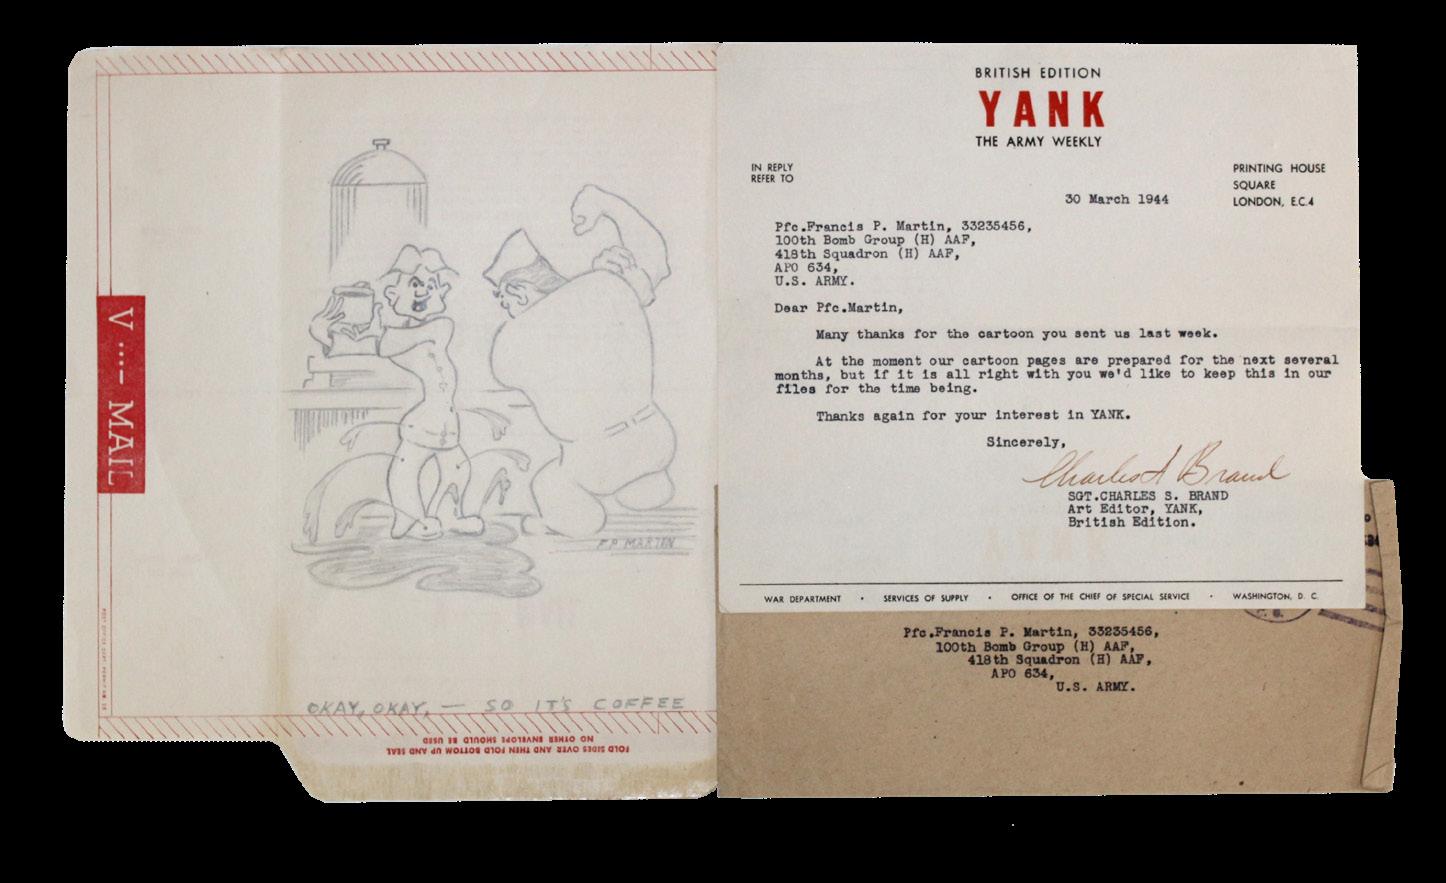 V ...– MAIL
F.P. MARTIN
OKAY, OKAY, — SO IT'S COFFEE
FOLD SIDES OVER AND THEN FOLD BOTTOM UP AND SEAL
NO OTHER ENVELOPE SHOULD BE USED
BRITISH EDITION
YANK
THE ARMY WEEKLY
IN REPLY
REFER TO
PRINTING HOUSE
SQUARE
LONDON, E.C.4
30 March 1944
Pfc.Francis P. Martin, 33235456,
100th Bomb Group (H) AAF,
418th Squadron (H) AAF,
APO 634,
U.S. ARMY.
Dear Pfc.Martin,
Many thanks for the cartoon you sent us last week.
At the moment our cartoon pages are prepared for the next several
months, but if it is all right with you we'd like to keep this in our
files for the time being.
Thanks again for your interest in YANK.
Sincerely,
Charles S Brand
SGT.CHARLES S. BRAND
Art Editor, YANK,
British Edition.
WAR DEPARTMENT • SERVICES OF SUPPLY • OFFICE OF THE CHIEF OF SPECIAL SERVICE • WASHINGTON, D. C.
Pfc.Francis P. Martin, 33235456,
100th Bomb Group (H) AAF,
418th Squadron (H) AAF,
APO 634,
U.S. ARMY.